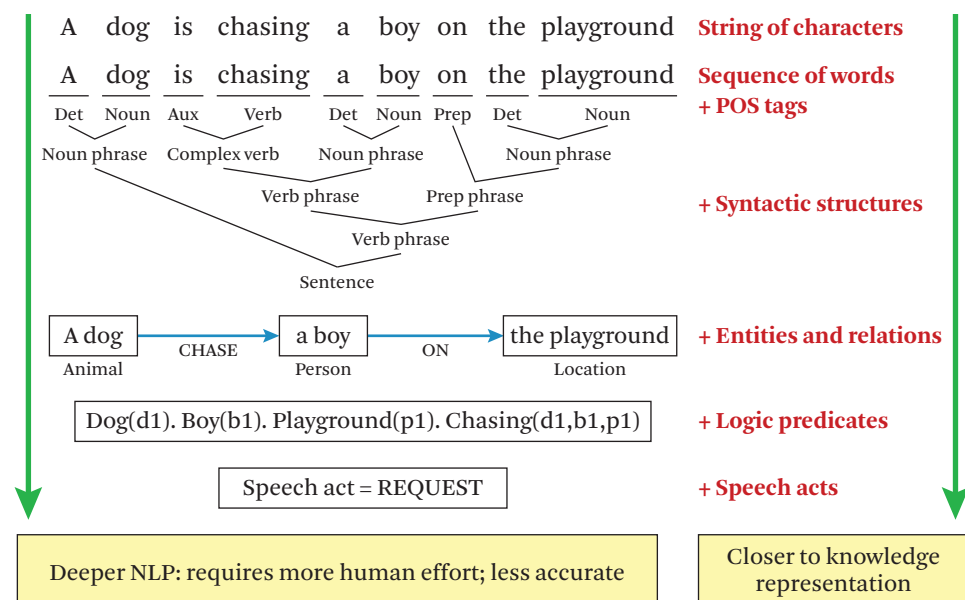 A dog is chasing a boy on the playground String of characters
A dog is chasing a boy on the playground Sequence of words
+ POS tags
Det Noun Aux Verb Det Noun Prep Det Noun
Noun phrase Complex verb Noun phrase Noun phrase
Verb phrase Prep phrase
+ Syntactic structures
Verb phrase
Sentence
A dog a boy the playground + Entities and relations
CHASE ON
Animal Person Location
Dog(d1). Boy(b1). Playground(p1). Chasing(d1,b1,p1) + Logic predicates
Speech act = REQUEST + Speech acts
Deeper NLP: requires more human effort; less accurate
Closer to knowledge
representation